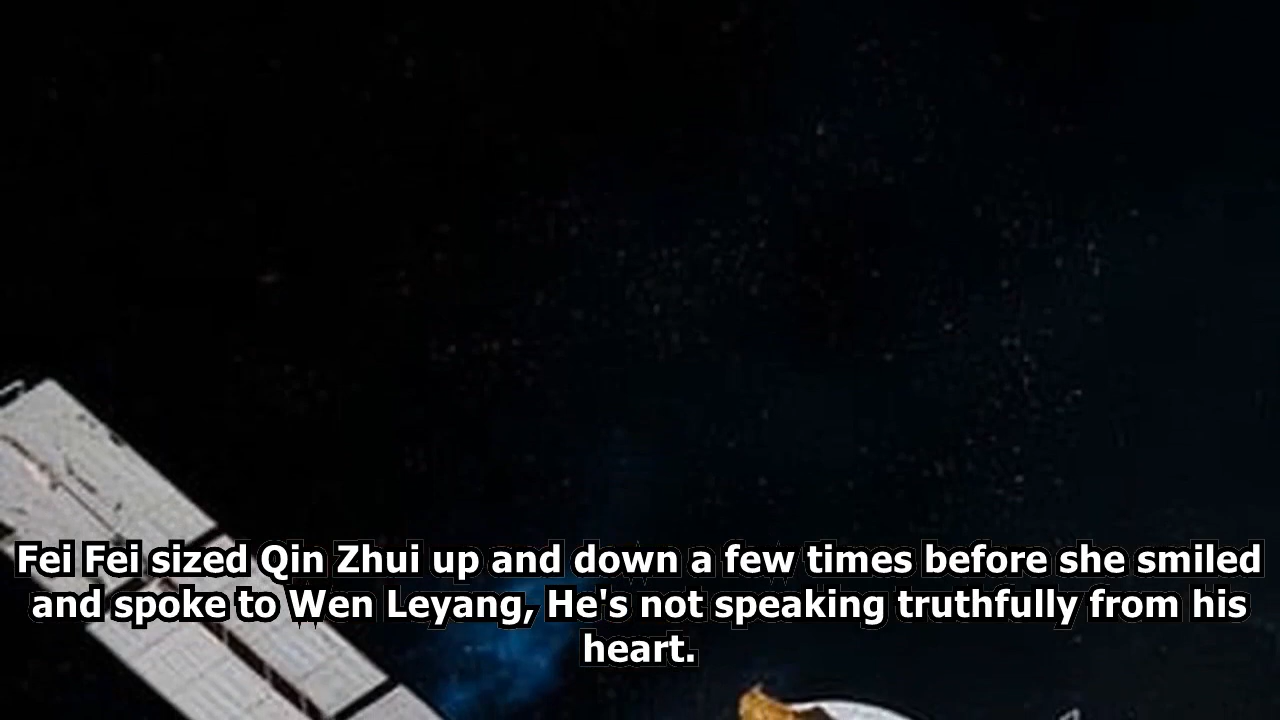 Fei Fei sized Qin Zhui up and down a few times before she smiled
and spoke to Wen Leyang, He's not speaking truthfully from his
heart.